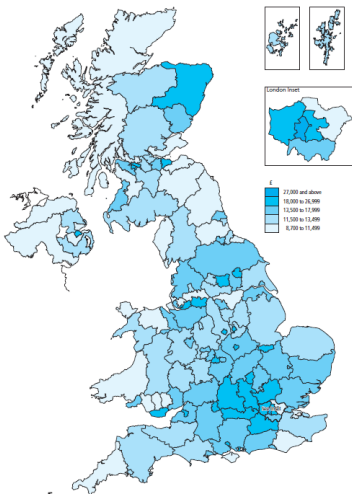 London Inset
£
27,000 and above
18,000 to 26,999
13,500 to 17,999
11,500 to 13,499
8,700 to 11,499